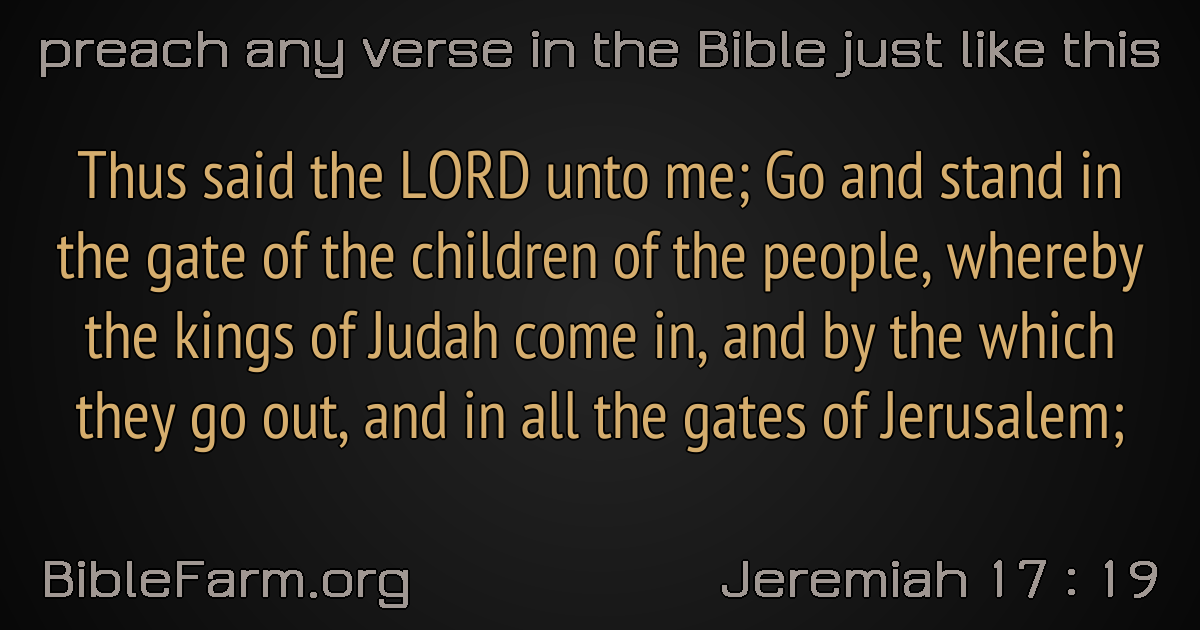 preach any verse in the Bible just like this
Thus said the LORD unto me; Go and stand in
the gate of the children of the people, whereby
the kings of Judah come in, and by the which
they go out, and in all the gates of Jerusalem;
BibleFarm.org
Jeremiah 17 : 19